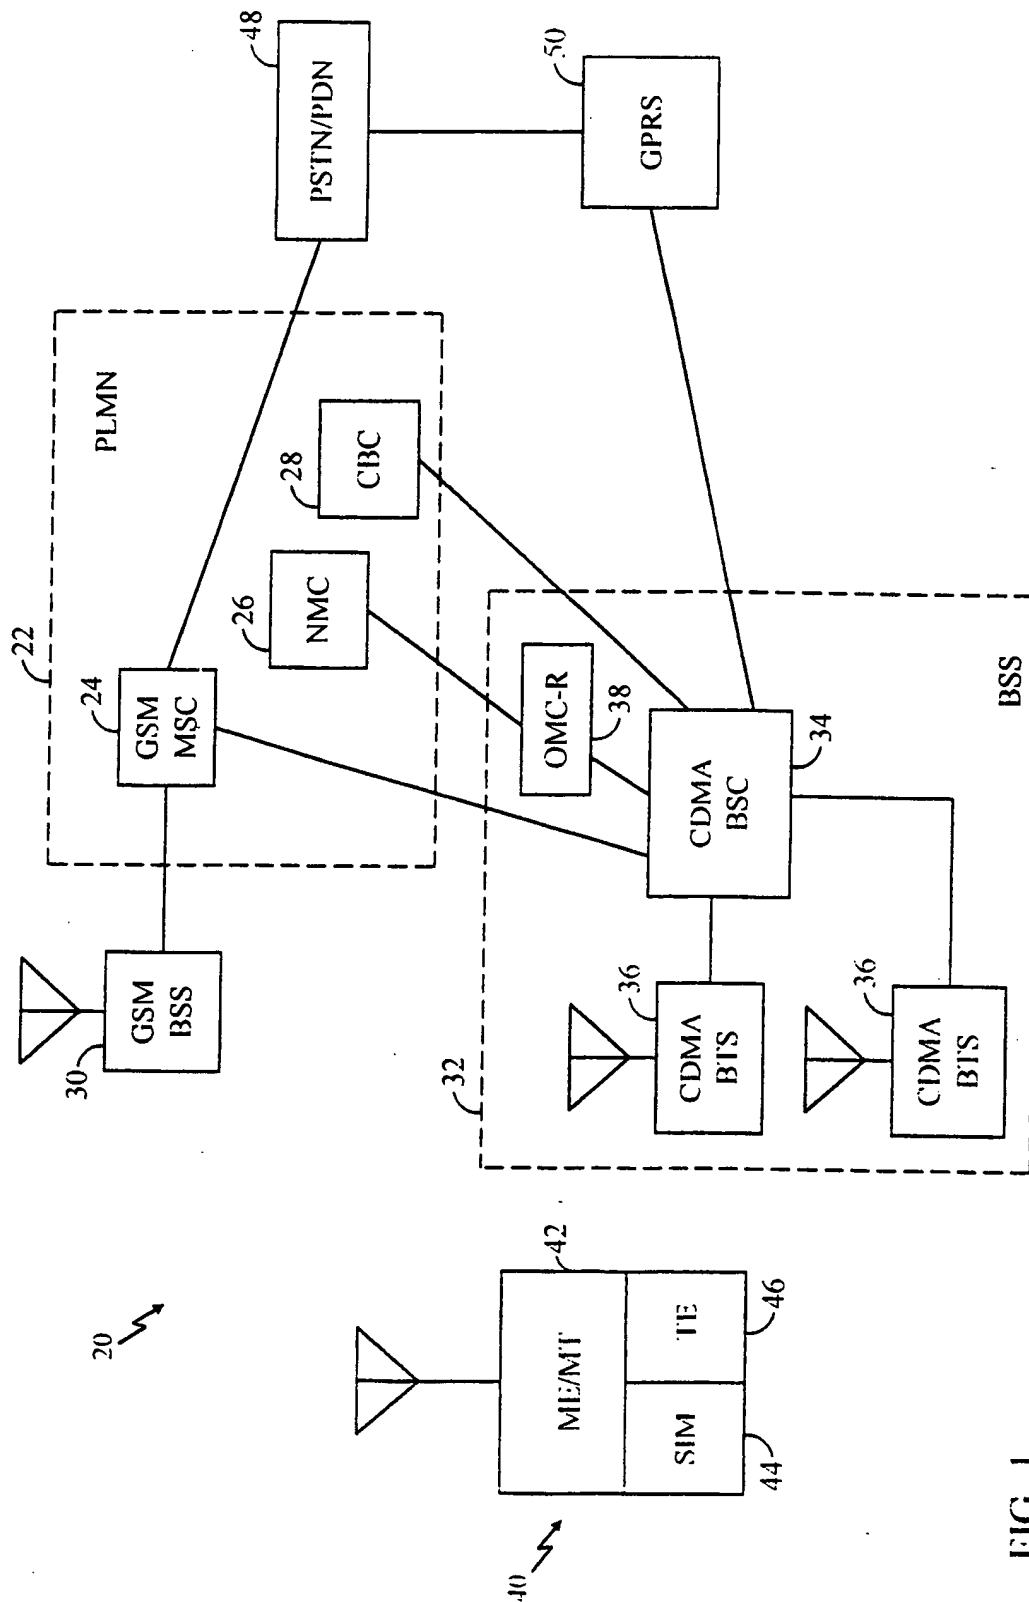 20
GSM
BSS
30
22
PLMN
GSM
MSC
24
NMC
26
CBC
28
PSTN/PDN
48
GPRS
50
40
ME/MT
42
SIM
44
TE
46
32
BSS
OMC-R
38
CDMA
BSC
34
CDMA
BTS
36
CDMA
BTS
36
FIG. 1